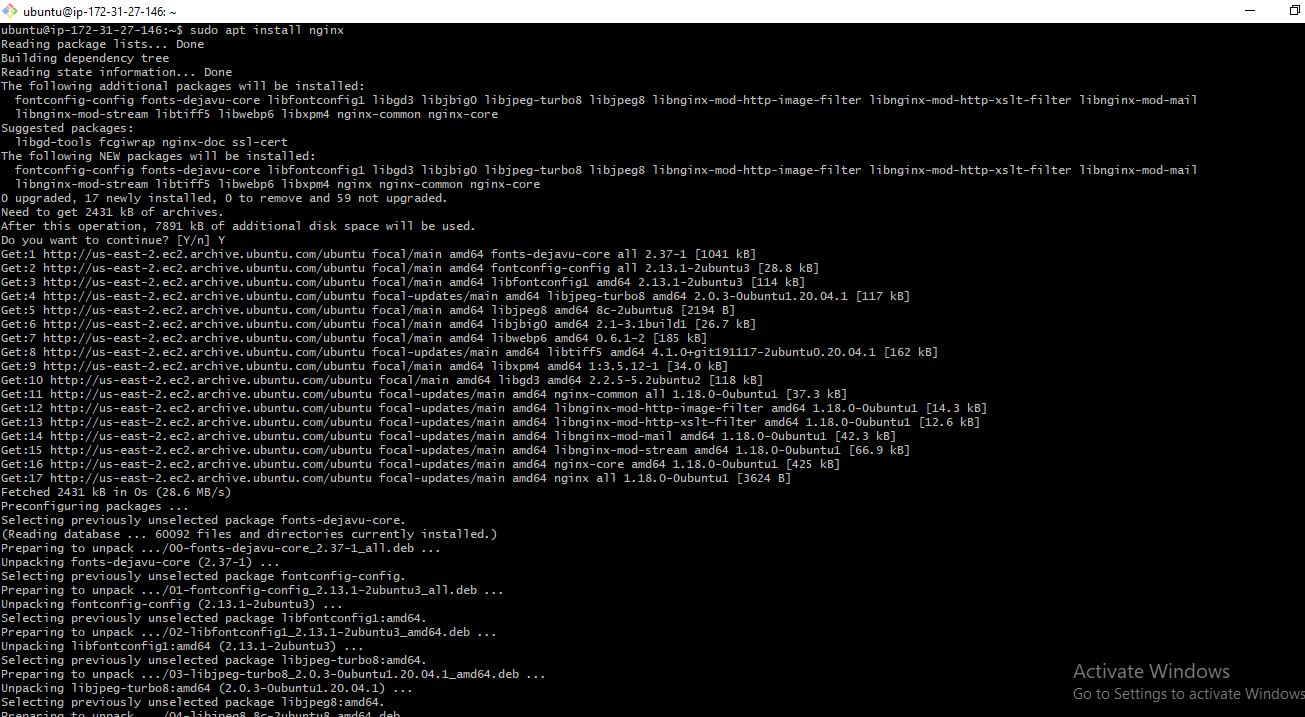 ubuntu@ip-172-31-27-146: ~
ubuntu@ip-172-31-27-146:~$ sudo apt install nginx
Reading package lists... Done
Building dependency tree
Reading state information... Done
The following additional packages will be installed:
  fontconfig-config fonts-dejavu-core libfontconfig1 libgd3 libjbig0 libjpeg-turbo8 libjpeg8 libnginx-mod-http-image-filter libnginx-mod-http-xslt-filter libnginx-mod-mail
  libnginx-mod-stream libtiff5 libwebp6 libxpm4 nginx-common nginx-core
Suggested packages:
  libgd-tools fcgiwrap nginx-doc ssl-cert
The following NEW packages will be installed:
  fontconfig-config fonts-dejavu-core libfontconfig1 libgd3 libjbig0 libjpeg-turbo8 libjpeg8 libnginx-mod-http-image-filter libnginx-mod-http-xslt-filter libnginx-mod-mail
  libnginx-mod-stream libtiff5 libwebp6 libxpm4 nginx nginx-common nginx-core
0 upgraded, 17 newly installed, 0 to remove and 59 not upgraded.
Need to get 2431 kB of archives.
After this operation, 7891 kB of additional disk space will be used.
Do you want to continue? [Y/n] Y
Get:1 http://us-east-2.ec2.archive.ubuntu.com/ubuntu focal/main amd64 fonts-dejavu-core all 2.37-1 [1041 kB]
Get:2 http://us-east-2.ec2.archive.ubuntu.com/ubuntu focal/main amd64 fontconfig-config all 2.13.1-2ubuntu3 [28.8 kB]
Get:3 http://us-east-2.ec2.archive.ubuntu.com/ubuntu focal/main amd64 libfontconfig1 amd64 2.13.1-2ubuntu3 [114 kB]
Get:4 http://us-east-2.ec2.archive.ubuntu.com/ubuntu focal-updates/main amd64 libjpeg-turbo8 amd64 2.0.3-0ubuntu1.20.04.1 [117 kB]
Get:5 http://us-east-2.ec2.archive.ubuntu.com/ubuntu focal/main amd64 libjpeg8 amd64 8c-2ubuntu8 [2194 B]
Get:6 http://us-east-2.ec2.archive.ubuntu.com/ubuntu focal/main amd64 libjbig0 amd64 2.1-3.1build1 [26.7 kB]
Get:7 http://us-east-2.ec2.archive.ubuntu.com/ubuntu focal/main amd64 libwebp6 amd64 0.6.1-2 [185 kB]
Get:8 http://us-east-2.ec2.archive.ubuntu.com/ubuntu focal-updates/main amd64 libtiff5 amd64 4.1.0+git191117-2ubuntu0.20.04.1 [162 kB]
Get:9 http://us-east-2.ec2.archive.ubuntu.com/ubuntu focal/main amd64 libxpm4 amd64 1:3.5.12-1 [34.0 kB]
Get:10 http://us-east-2.ec2.archive.ubuntu.com/ubuntu focal/main amd64 libgd3 amd64 2.2.5-5.2ubuntu2 [118 kB]
Get:11 http://us-east-2.ec2.archive.ubuntu.com/ubuntu focal-updates/main amd64 nginx-common all 1.18.0-0ubuntu1 [37.3 kB]
Get:12 http://us-east-2.ec2.archive.ubuntu.com/ubuntu focal-updates/main amd64 libnginx-mod-http-image-filter amd64 1.18.0-0ubuntu1 [14.3 kB]
Get:13 http://us-east-2.ec2.archive.ubuntu.com/ubuntu focal-updates/main amd64 libnginx-mod-http-xslt-filter amd64 1.18.0-0ubuntu1 [12.6 kB]
Get:14 http://us-east-2.ec2.archive.ubuntu.com/ubuntu focal-updates/main amd64 libnginx-mod-mail amd64 1.18.0-0ubuntu1 [42.3 kB]
Get:15 http://us-east-2.ec2.archive.ubuntu.com/ubuntu focal-updates/main amd64 libnginx-mod-stream amd64 1.18.0-0ubuntu1 [66.9 kB]
Get:16 http://us-east-2.ec2.archive.ubuntu.com/ubuntu focal-updates/main amd64 nginx-core amd64 1.18.0-0ubuntu1 [425 kB]
Get:17 http://us-east-2.ec2.archive.ubuntu.com/ubuntu focal-updates/main amd64 nginx all 1.18.0-0ubuntu1 [3624 B]
Fetched 2431 kB in 0s (28.6 MB/s)
Preconfiguring packages ...
Selecting previously unselected package fonts-dejavu-core.
(Reading database ... 60092 files and directories currently installed.)
Preparing to unpack .../00-fonts-dejavu-core_2.37-1_all.deb ...
Unpacking fonts-dejavu-core (2.37-1) ...
Selecting previously unselected package fontconfig-config.
Preparing to unpack .../01-fontconfig-config_2.13.1-2ubuntu3_all.deb ...
Unpacking fontconfig-config (2.13.1-2ubuntu3) ...
Selecting previously unselected package libfontconfig1:amd64.
Preparing to unpack .../02-libfontconfig1_2.13.1-2ubuntu3_amd64.deb ...
Unpacking libfontconfig1:amd64 (2.13.1-2ubuntu3) ...
Selecting previously unselected package libjpeg-turbo8:amd64.
Preparing to unpack .../03-libjpeg-turbo8_2.0.3-0ubuntu1.20.04.1_amd64.deb ...
Unpacking libjpeg-turbo8:amd64 (2.0.3-0ubuntu1.20.04.1) ...
Selecting previously unselected package libjpeg8:amd64.
Preparing to unpack .../04-libjpeg8_8c-2ubuntu8_amd64.deb ...
Activate Windows
Go to Settings to activate Windows